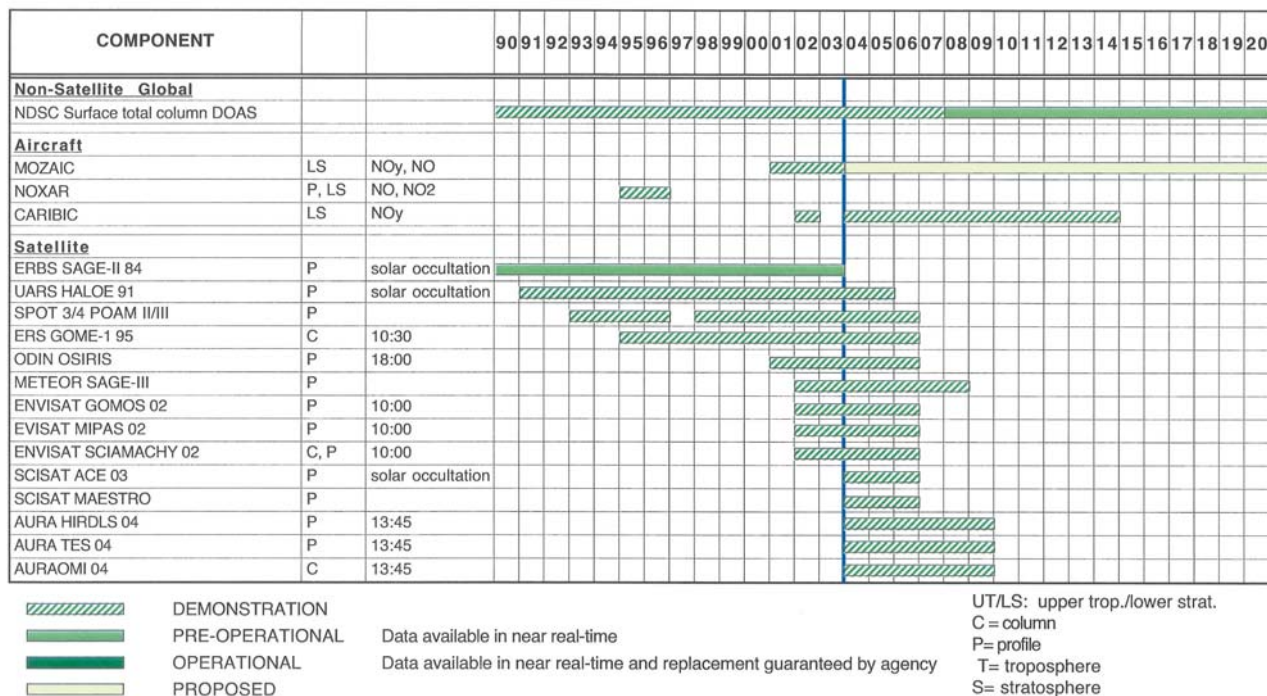 COMPONENT 90 91 92 93 94 95 96 97 98 99 00 01 02 03 04 05 06 07 08 09 10 11 12 13 14 15 16 17 18 19 20
Non-Satellite Global
NDSC Surface total column DOAS
Aircraft
MOZAIC LS NOy, NO
NOXAR P, LS NO, NO2
CARIBIC LS NOy
Satellite
ERBS SAGE-II 84 P solar occultation
UARS HALOE 91 P solar occultation
SPOT 3/4 POAM II/III P
ERS GOME-1 95 C 10:30
ODIN OSIRIS P 18:00
METEOR SAGE-III P
ENVISAT GOMOS 02 P 10:00
EVISAT MIPAS 02 P 10:00
ENVISAT SCIAMACHY 02 C, P 10:00
SCISAT ACE 03 P solar occultation
SCISAT MAESTRO P
AURA HIRDLS 04 P 13:45
AURA TES 04 P 13:45
AURAOMI 04 C 13:45
DEMONSTRATION
PRE-OPERATIONAL Data available in near real-time
OPERATIONAL Data available in near real-time and replacement guaranteed by agency
PROPOSED
UT/LS: upper trop./lower strat.
C = column
P= profile
T= troposphere
S= stratosphere